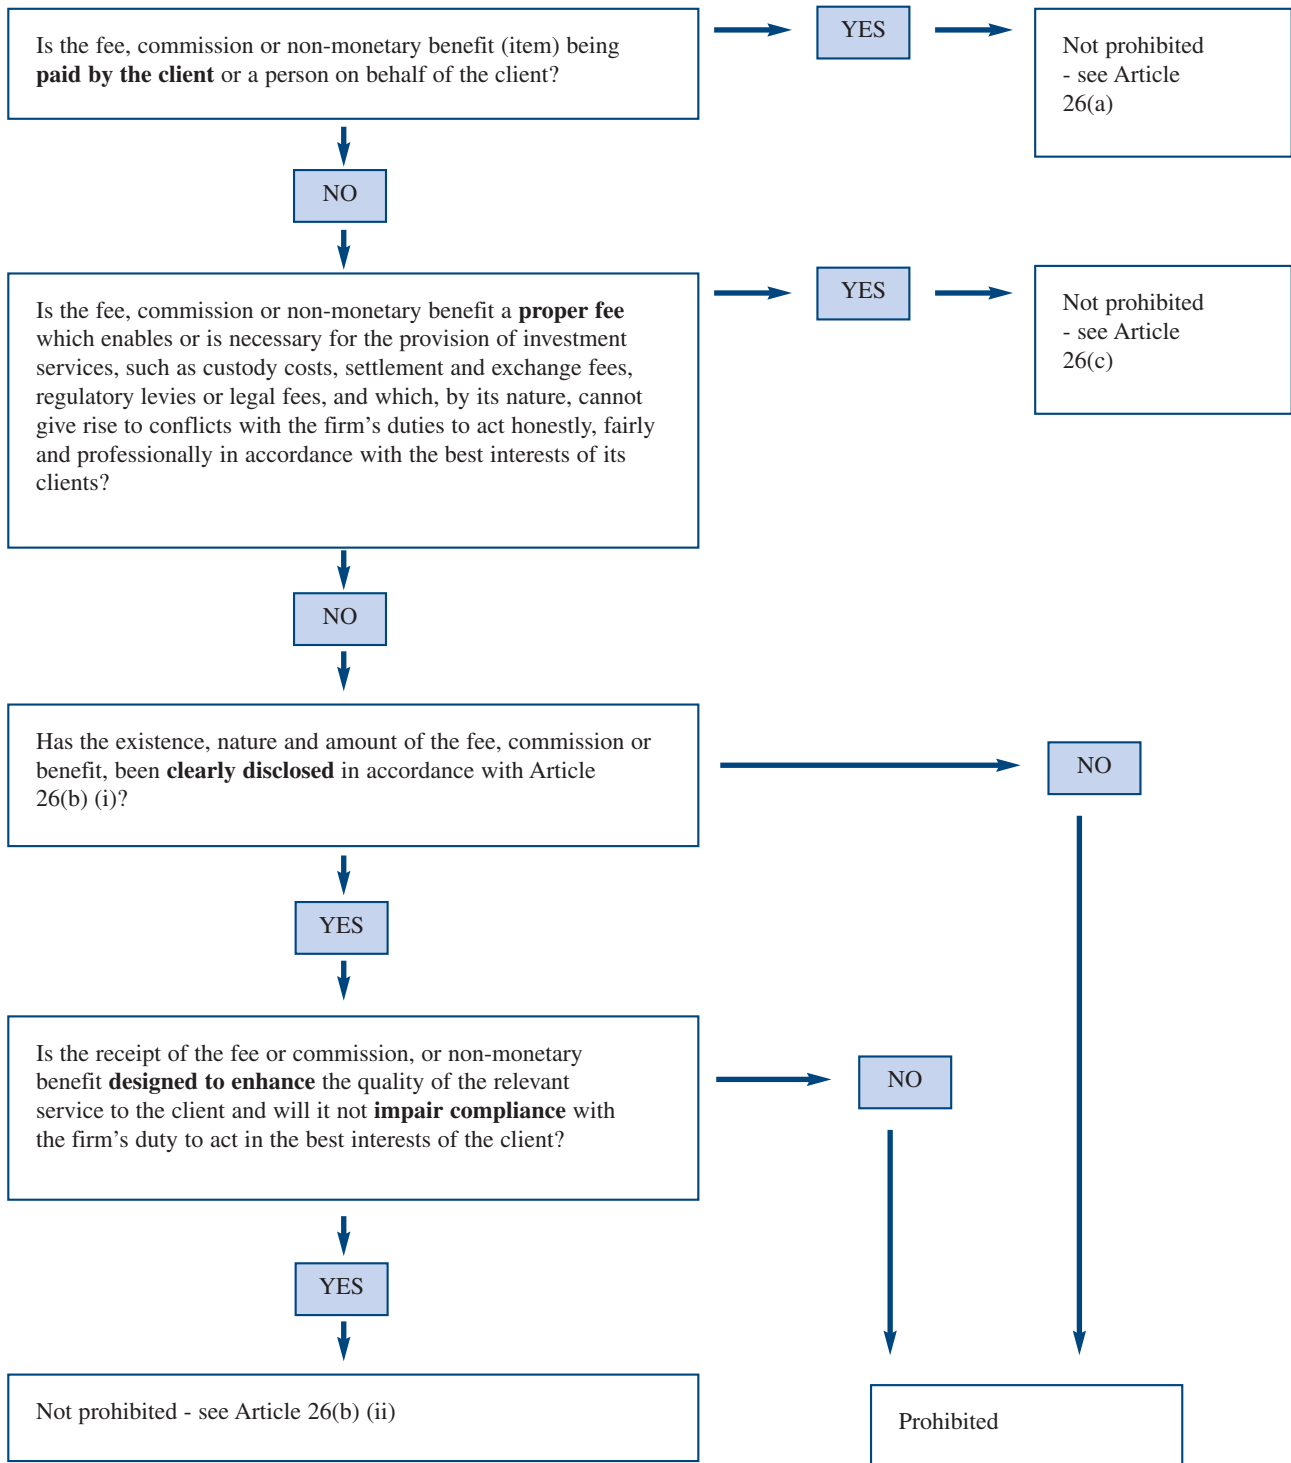 Is the fee, commission or non-monetary benefit (item) being
paid by the client or a person on behalf of the client?
YES
Not prohibited
- see Article
26(a)
NO
Is the fee, commission or non-monetary benefit a proper fee
which enables or is necessary for the provision of investment
services, such as custody costs, settlement and exchange fees,
regulatory levies or legal fees, and which, by its nature, cannot
give rise to conflicts with the firm’s duties to act honestly, fairly
and professionally in accordance with the best interests of its
clients?
YES
Not prohibited
- see Article
26(c)
NO
Has the existence, nature and amount of the fee, commission or
benefit, been clearly disclosed in accordance with Article
26(b) (i)?
NO
YES
Is the receipt of the fee or commission, or non-monetary
benefit designed to enhance the quality of the relevant
service to the client and will it not impair compliance with
the firm’s duty to act in the best interests of the client?
NO
YES
Not prohibited - see Article 26(b) (ii)
Prohibited